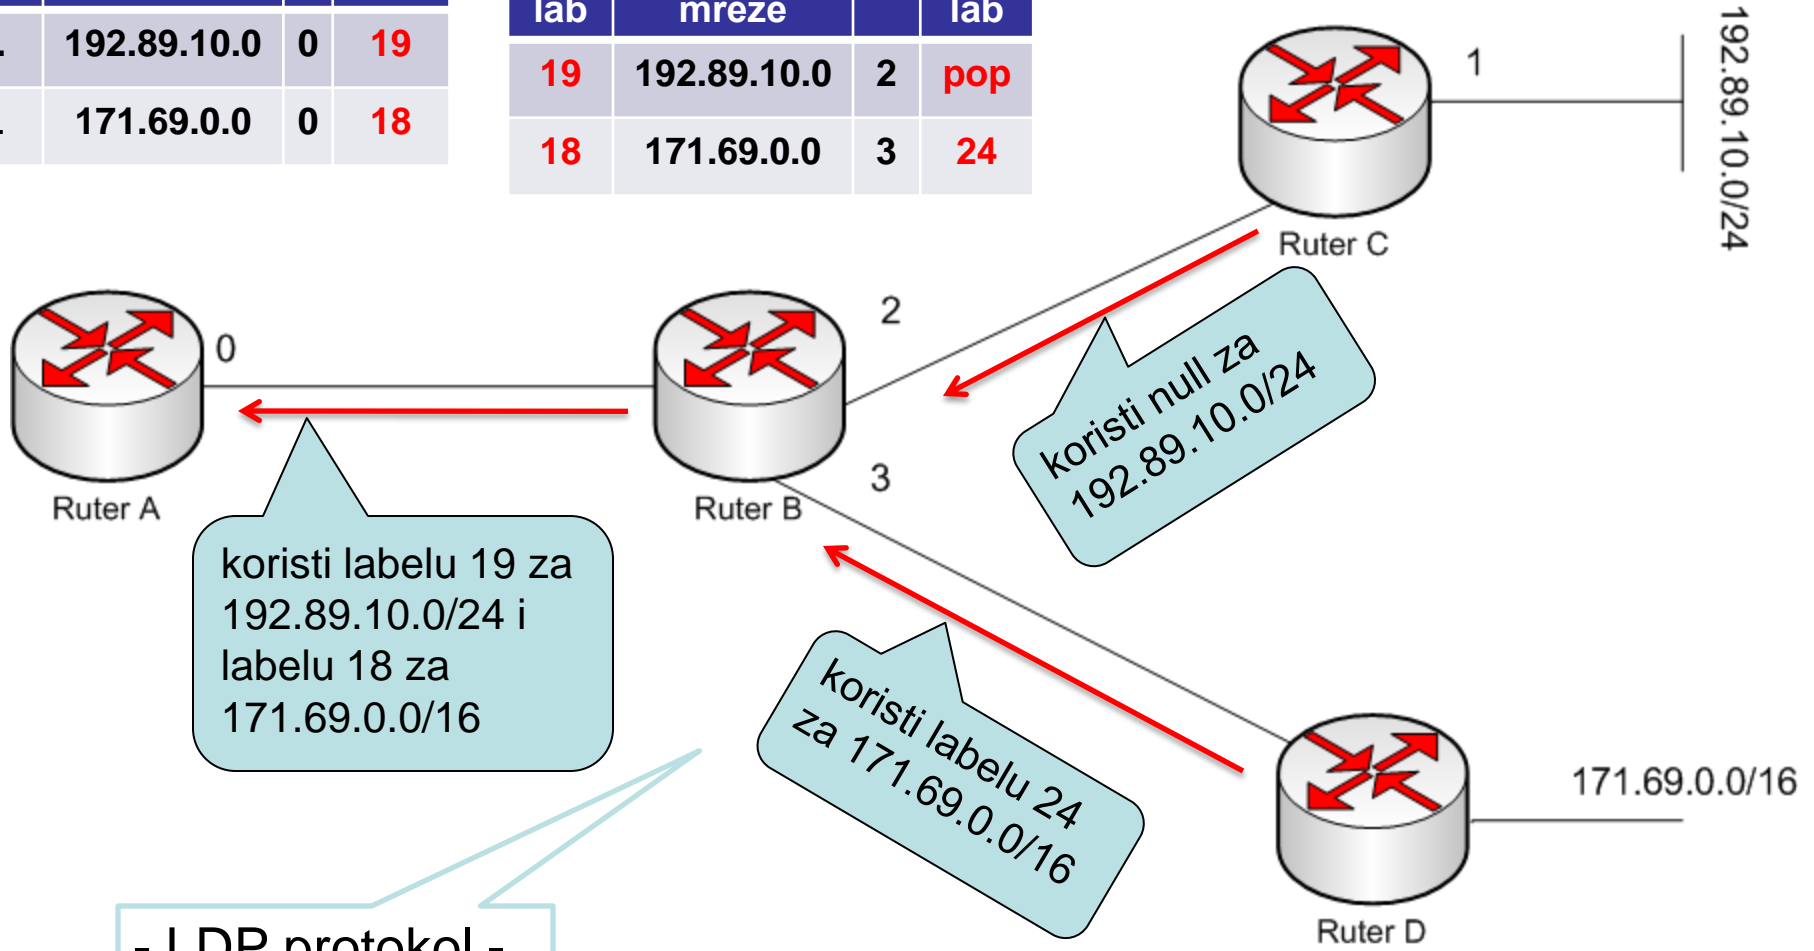 192.89.10.0 0 19
171.69.0.0 0 18
lab mreze lab
19 192.89.10.0 2 pop
18 171.69.0.0 3 24
1
192.89.10.0/24
Ruter C
0
2
koristi null za
192.89.10.0/24
Ruter A
Ruter B
3
koristi labelu 19 za
192.89.10.0/24 i
labelu 18 za
171.69.0.0/16
koristi labelu 24
za 171.69.0.0/16
171.69.0.0/16
Ruter D
- LDP protokol -